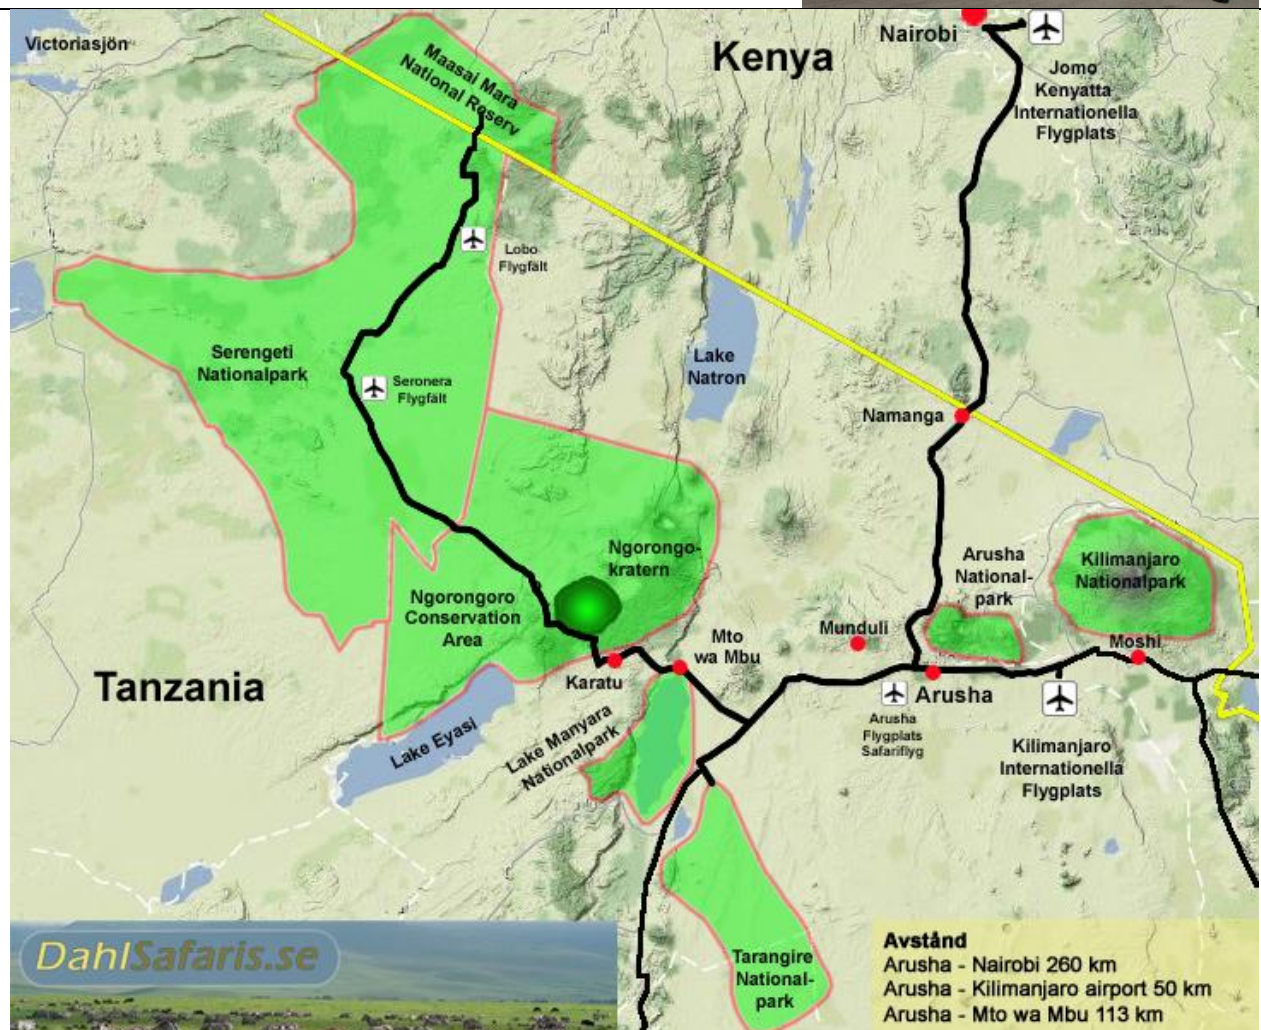 Victoriasjön
Maasai Mara
National Reserv
Kenya
Nairobi
Jomo
Kenyatta
Internationella
Flygplats
Lobo
Flygfält
Serengeti
Nationalpark
Seronera
Flygfält
Lake
Natron
Namanga
Ngorongo-
kratern
Arusha
National-
park
Kilimanjaro
Nationalpark
Ngorongoro
Conservation
Area
Munduli
Mto
wa Mbu
Moshi
Tanzania
Karatu
Arusha
Arusha
Flygplats
Safariflyg
Lake Eyasi
Lake Manyara
Nationalpark
Kilimanjaro
Internationella
Flygplats
Tarangire
National-
park
DahlSafaris.se
Avstånd
Arusha - Nairobi 260 km
Arusha - Kilimanjaro airport 50 km
Arusha - Mto wa Mbu 113 km